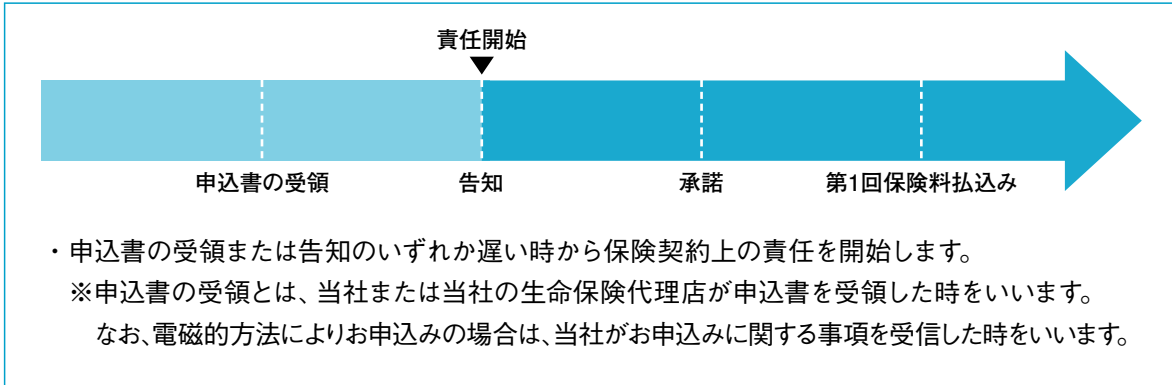 責任開始
申込書の受領 告知 承諾 第1回保険料払込み
・申込書の受領または告知のいずれか遅い時から保険契約上の責任を開始します。
※申込書の受領とは、当社または当社の生命保険代理店が申込書を受領した時をいいます。
なお、電磁的方法によりお申込みの場合は、当社がお申込みに関する事項を受信した時をいいます。